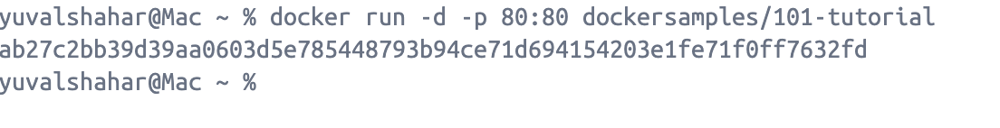 yuvalshahar@Mac ~ % docker run -d -p 80:80 dockersamples/101-tutorial
ab27c2bb39d39aa0603d5e785448793b94ce71d694154203e1fe71f0ff7632fd
yuvalshahar@Mac ~ %